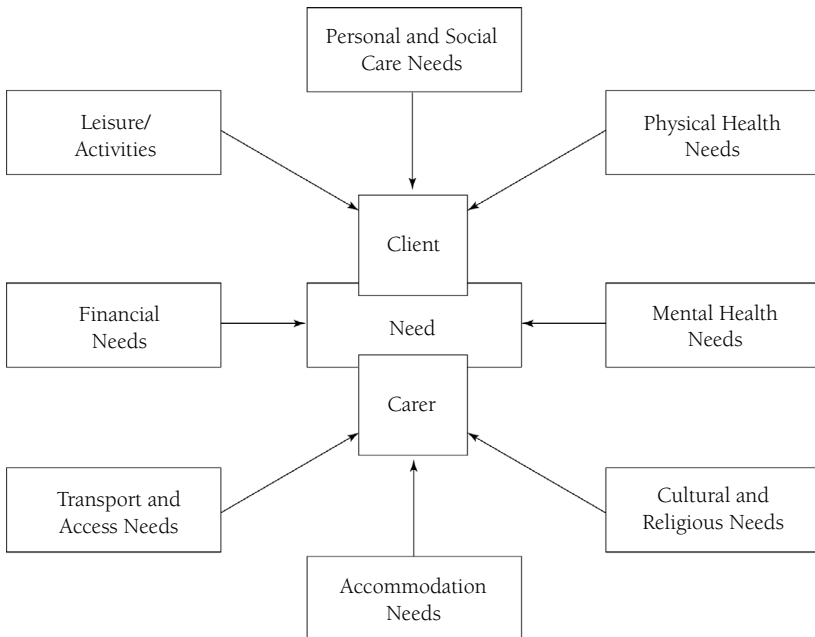 Personal and Social
Care Needs
Leisure/
Activities
Physical Health
Needs
Client
Financial
Needs
Need
Mental Health
Needs
Carer
Transport and
Access Needs
Cultural and
Religious Needs
Accommodation
Needs